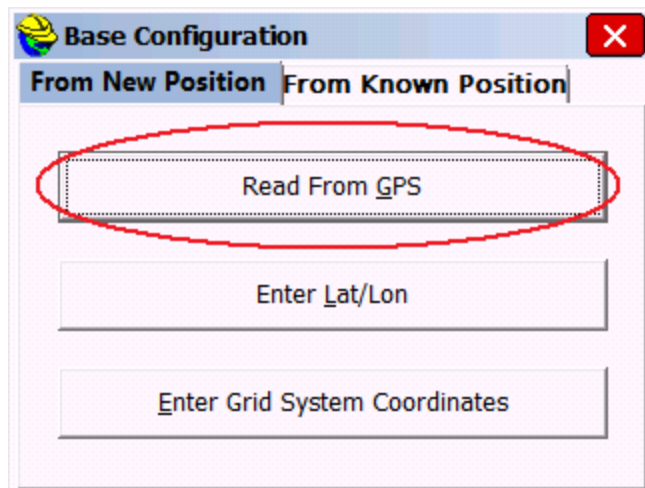 Base Configuration
From New Position From Known Position
Read From GPS
Enter Lat/Lon
Enter Grid System Coordinates